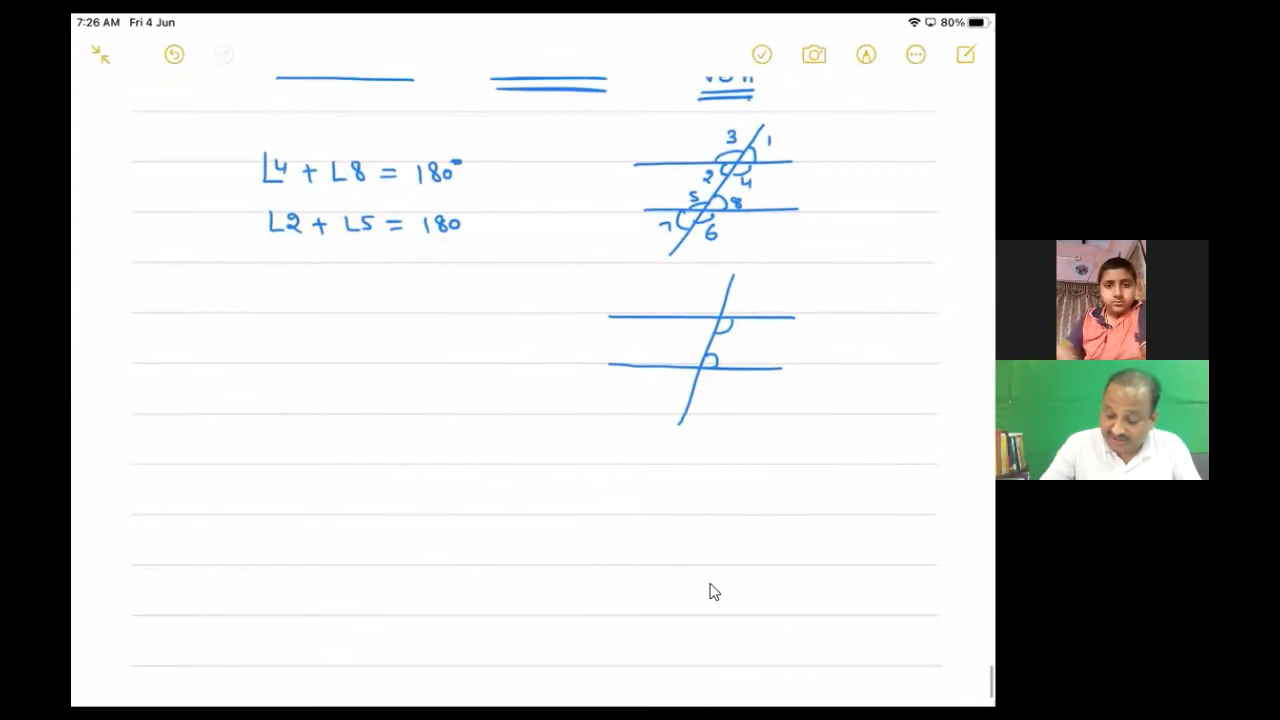 7:26 AM Fri 4 Jun 80%
∠4 + ∠8 = 180°
∠2 + ∠5 = 180
3 1
2 4
5 8
7 6